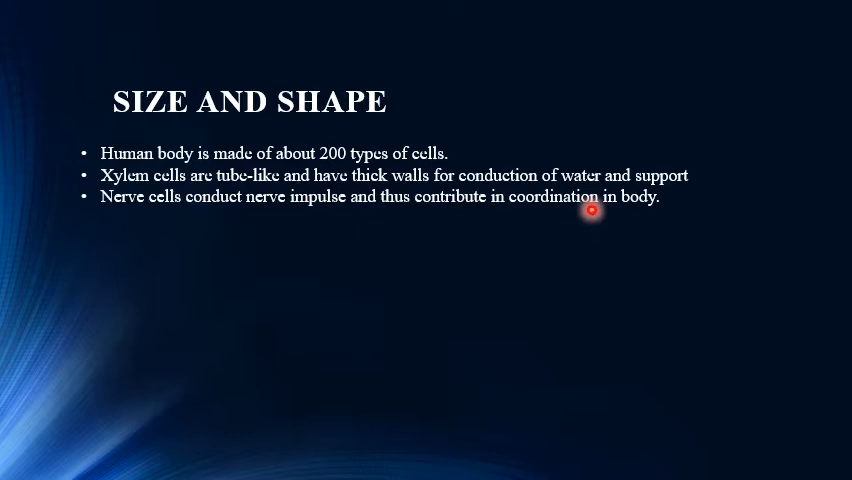 SIZE AND SHAPE
• Human body is made of about 200 types of cells.
• Xylem cells are tube-like and have thick walls for conduction of water and support
• Nerve cells conduct nerve impulse and thus contribute in coordination in body.